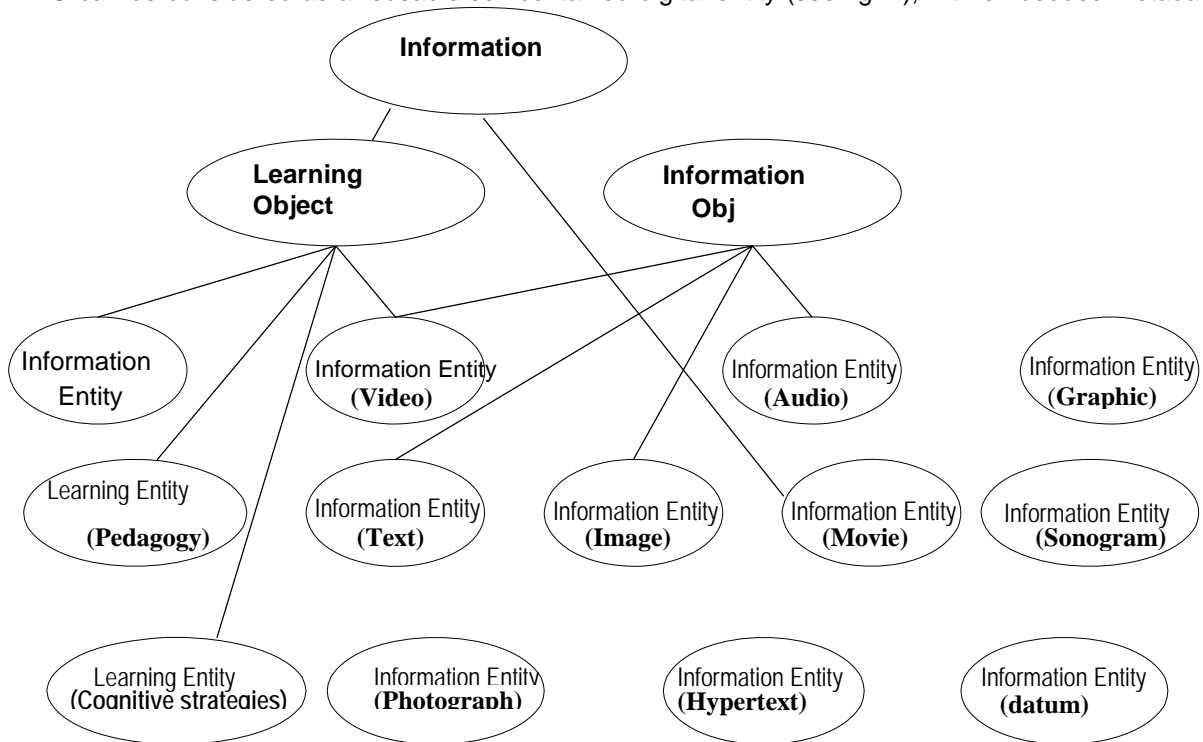 Information
Learning
Object
Information
Obj
Information
Entity
Information Entity
(Video)
Information Entity
(Audio)
Information Entity
(Graphic)
Learning Entity
(Pedagogy)
Information Entity
(Text)
Information Entity
(Image)
Information Entity
(Movie)
Information Entity
(Sonogram)
Learning Entity
(Cognitive strategies)
Information Entity
(Photograph)
Information Entity
(Hypertext)
Information Entity
(datum)